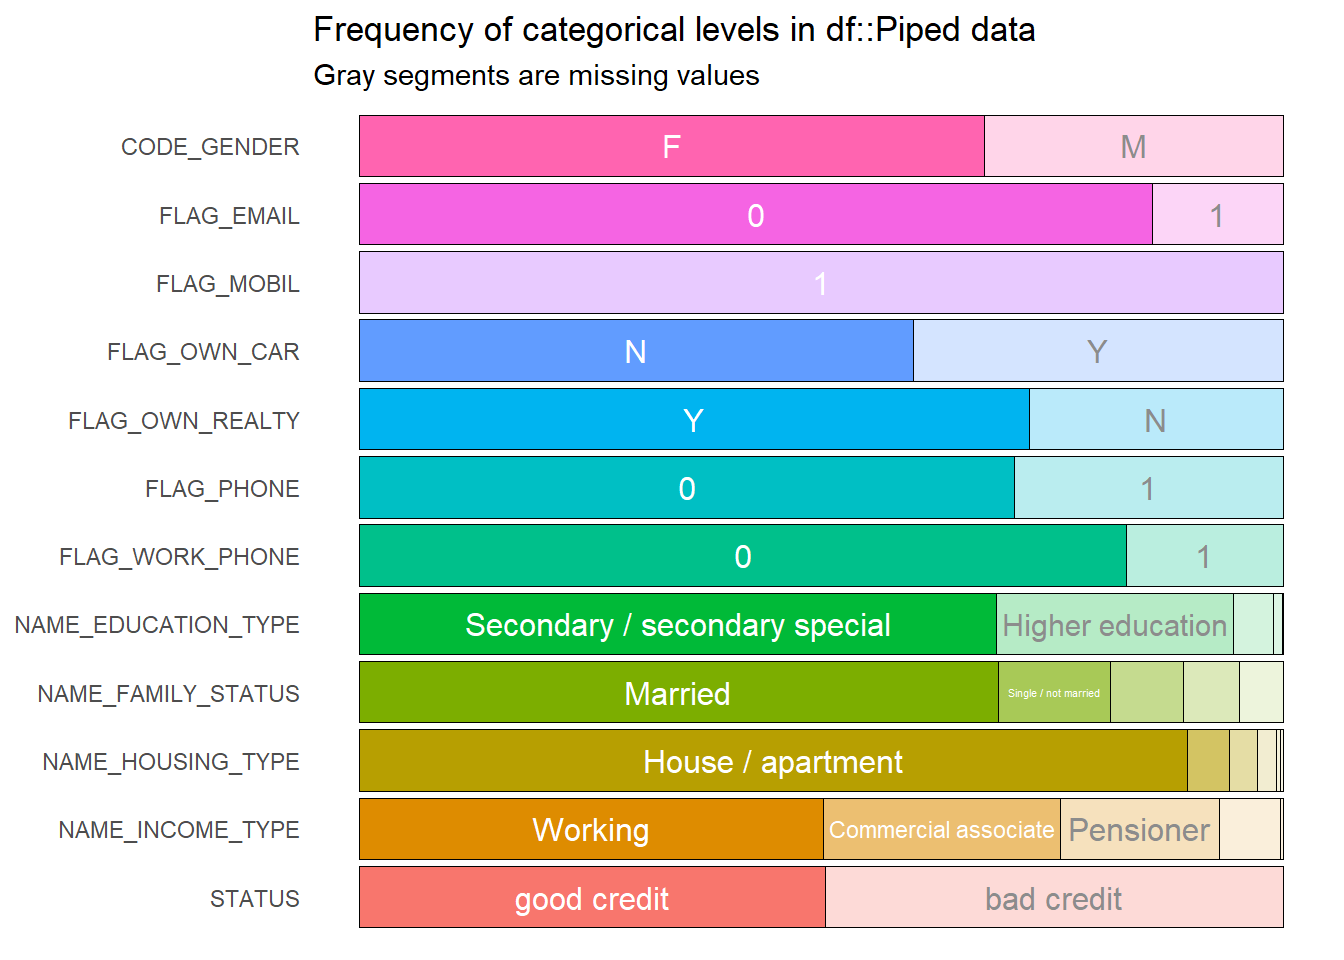 Frequency of categorical levels in df::Piped data
Gray segments are missing values
CODE_GENDER F M
FLAG_EMAIL 0 1
FLAG_MOBIL 1
FLAG_OWN_CAR N Y
FLAG_OWN_REALTY Y N
FLAG_PHONE 0 1
FLAG_WORK_PHONE 0 1
NAME_EDUCATION_TYPE Secondary / secondary special Higher education
NAME_FAMILY_STATUS Married Single / not married
NAME_HOUSING_TYPE House / apartment
NAME_INCOME_TYPE Working Commercial associate Pensioner
STATUS good credit bad credit